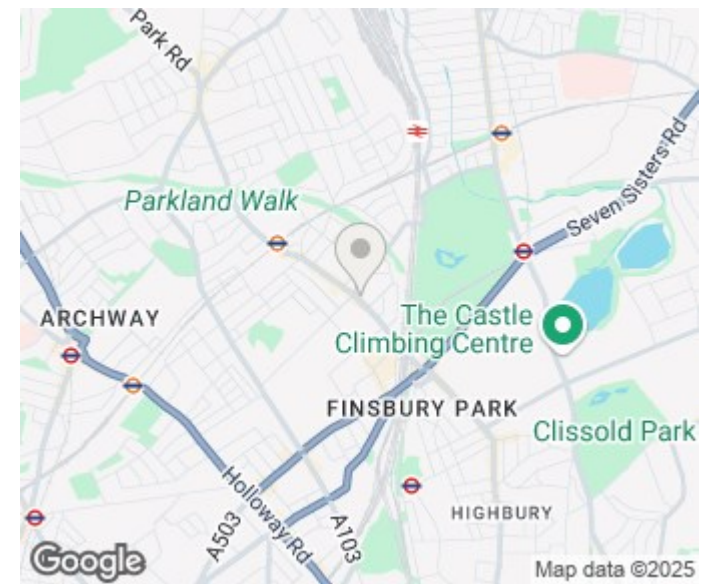 Park Rd
Parkland Walk
Seven Sisters Rd
ARCHWAY
The Castle
Climbing Centre
FINSBURY PARK
Clissold Park
Holloway Rd
A503
A103
HIGHBURY
Google
Map data ©2025